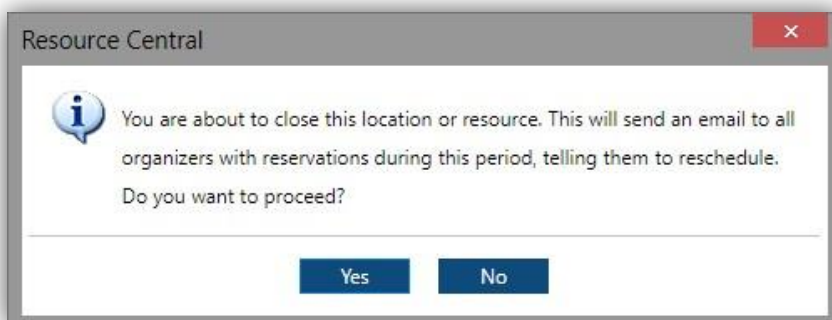 Resource Central
You are about to close this location or resource. This will send an email to all
organizers with reservations during this period, telling them to reschedule.
Do you want to proceed?
Yes No